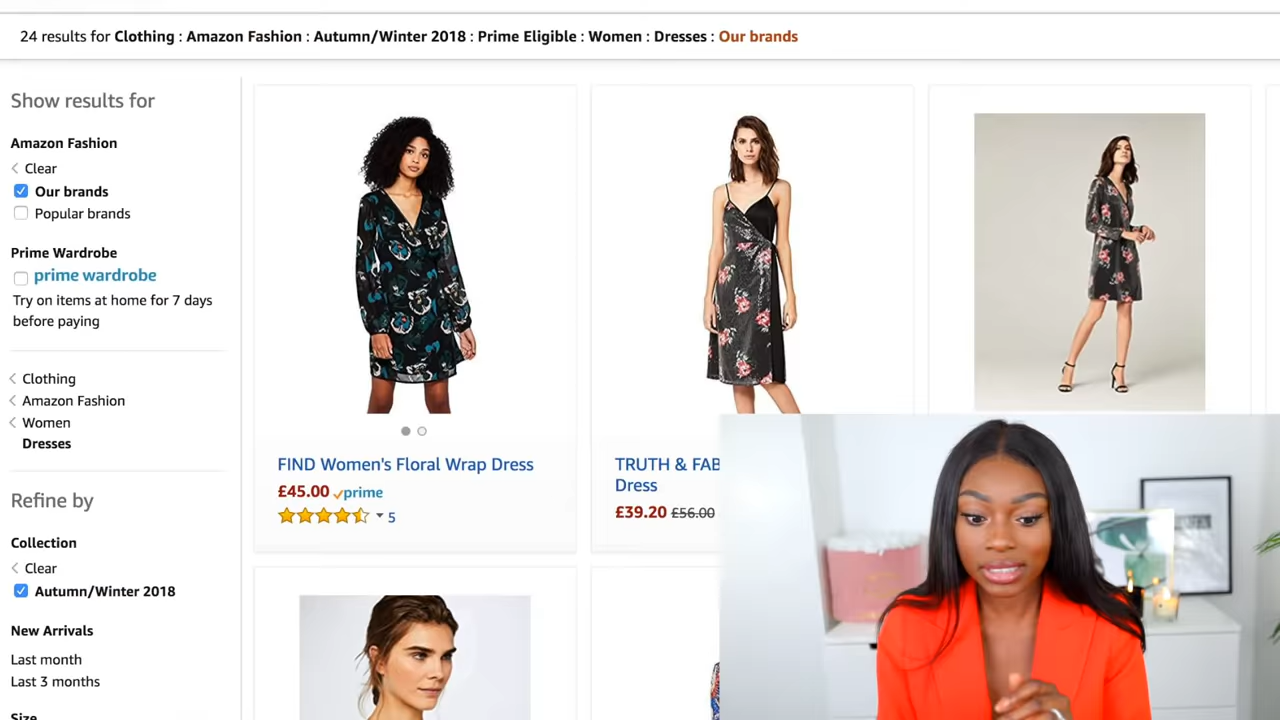 24 results for Clothing : Amazon Fashion : Autumn/Winter 2018 : Prime Eligible : Women : Dresses : Our brands
Show results for
Amazon Fashion
Clear
Our brands
Popular brands
Prime Wardrobe
prime wardrobe
Try on items at home for 7 days
before paying
Clothing
Amazon Fashion
Women
Dresses
Refine by
Collection
Clear
Autumn/Winter 2018
New Arrivals
Last month
Last 3 months
Size
FIND Women's Floral Wrap Dress
£45.00 prime
5
TRUTH & FAB
Dress
£39.20 £56.00